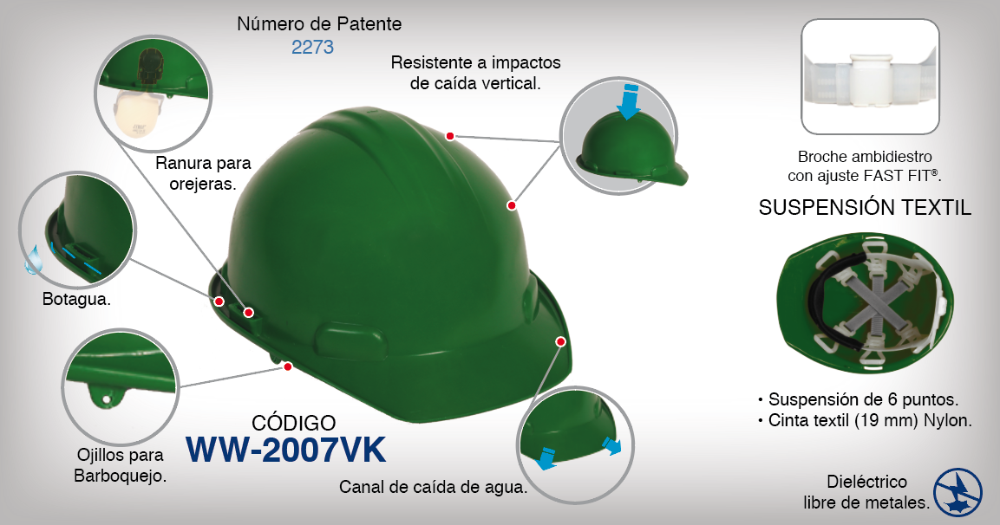 Número de Patente
2273
Resistente a impactos
de caída vertical.
Ranura para
orejeras.
Botagua.
Ojillos para
Barboquejo.
CÓDIGO
WW-2007VK
Canal de caída de agua.
Broche ambidiestro
con ajuste FAST FIT®.
SUSPENSIÓN TEXTIL
• Suspensión de 6 puntos.
• Cinta textil (19 mm) Nylon.
Dieléctrico
libre de metales.